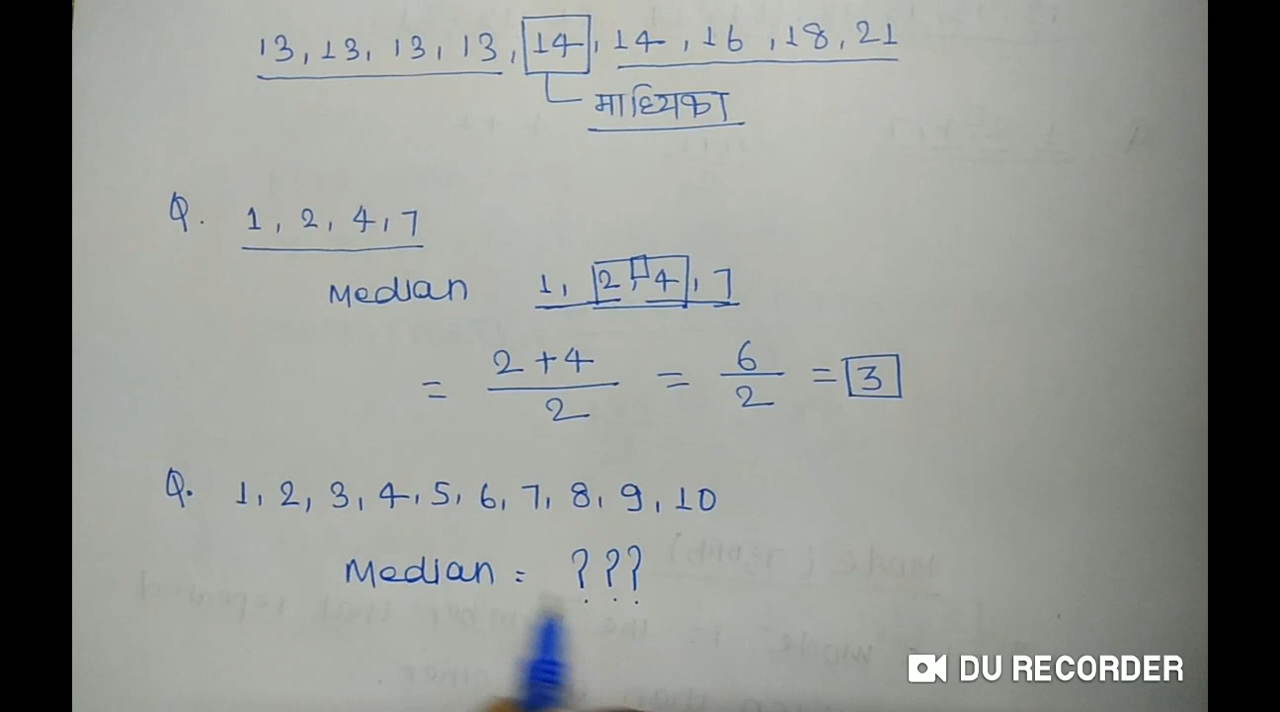 13, 13, 13, 13, 14, 14, 16, 18, 21
माध्यिका
Q. 1, 2, 4, 7
Median 1, 2, 4, 7
= 2+4 / 2 = 6 / 2 = 3
Q. 1, 2, 3, 4, 5, 6, 7, 8, 9, 10
Median = ???
DU RECORDER